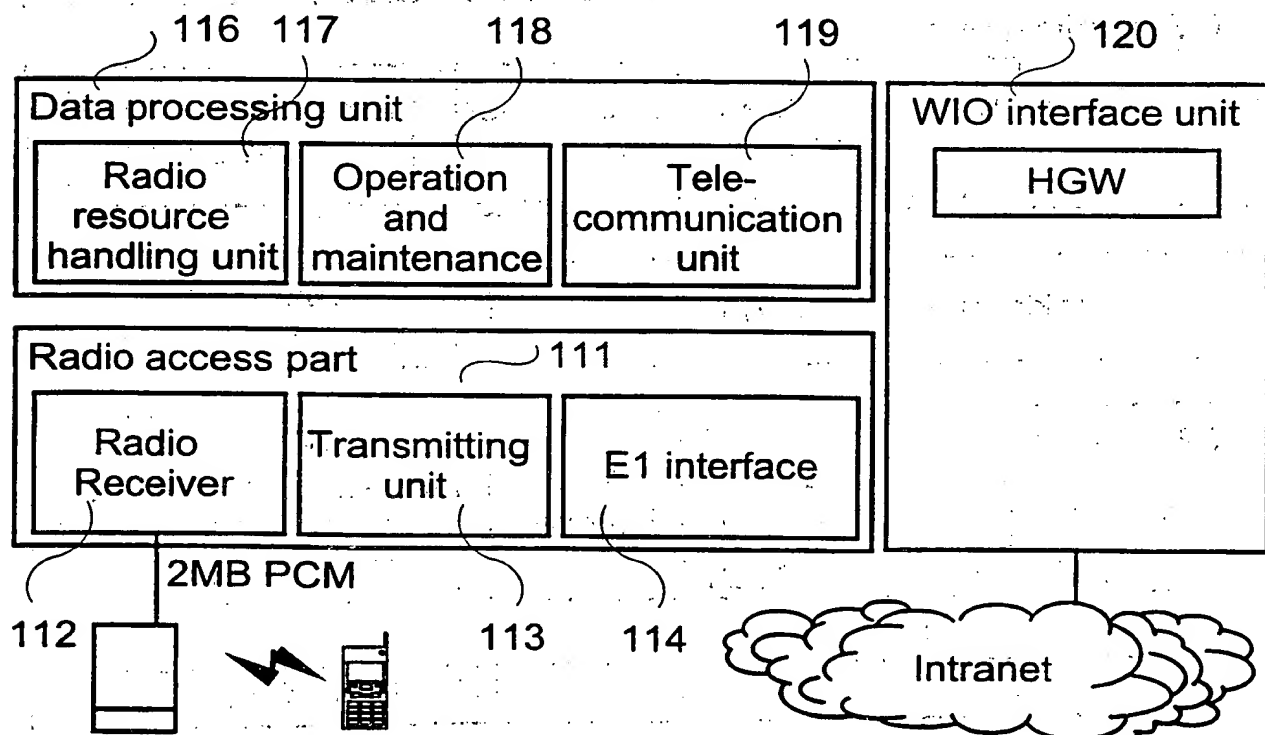 116 117 118 119 120
Data processing unit
WIO interface unit
Radio
resource
handling unit
Operation
and
maintenance
Tele-
communication
unit
HGW
Radio access part
111
Radio
Receiver
Transmitting
unit
E1 interface
2MB PCM
112
113
114
Intranet